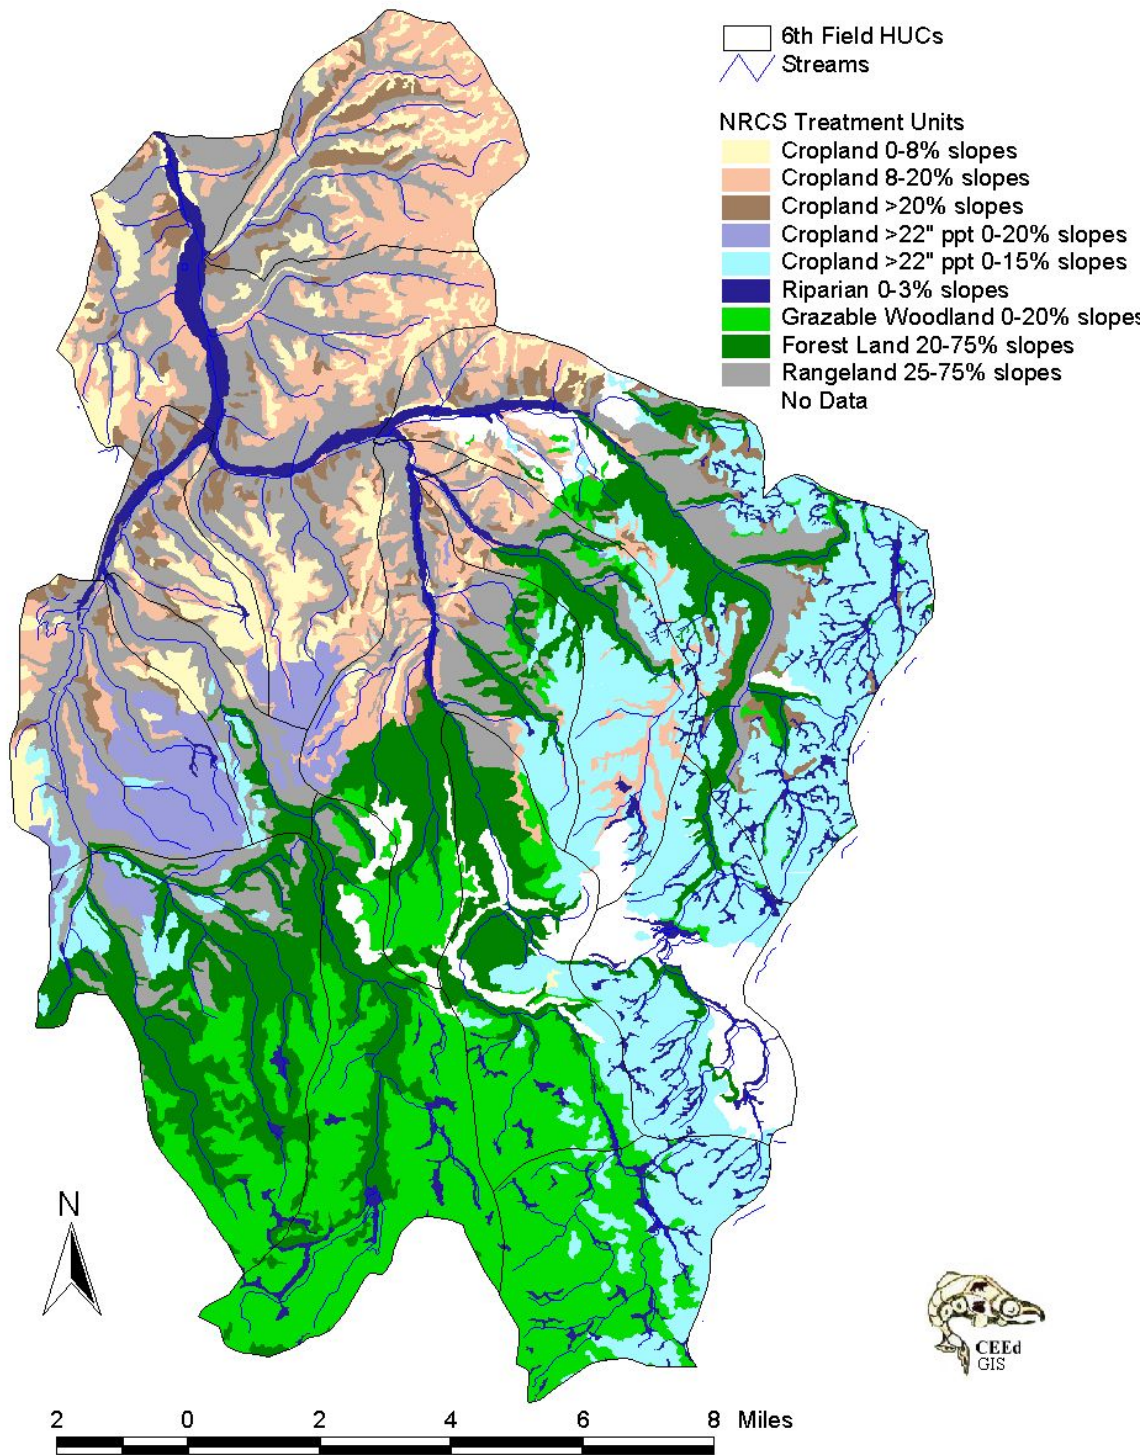 6th Field HUCs
Streams
NRCS Treatment Units
Cropland 0-8% slopes
Cropland 8-20% slopes
Cropland >20% slopes
Cropland >22" ppt 0-20% slopes
Cropland >22" ppt 0-15% slopes
Riparian 0-3% slopes
Grazable Woodland 0-20% slopes
Forest Land 20-75% slopes
Rangeland 25-75% slopes
No Data
N
CEEd
GIS
2 0 2 4 6 8 Miles